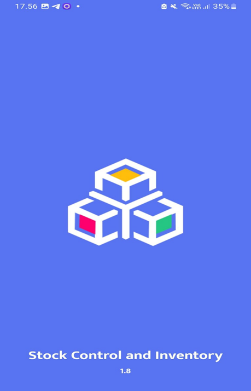 17.56 35%
Stock Control and Inventory
1.8